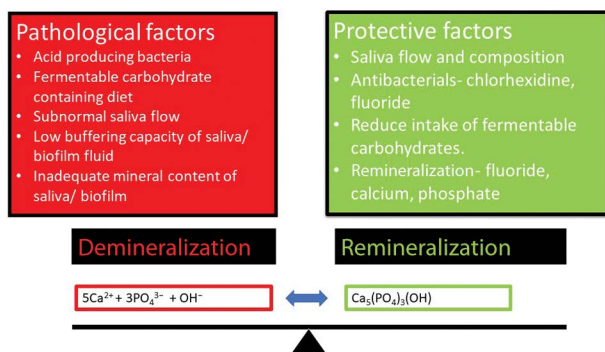 Pathological factors
• Acid producing bacteria
• Fermentable carbohydrate
containing diet
• Subnormal saliva flow
• Low buffering capacity of saliva/
biofilm fluid
• Inadequate mineral content of
saliva/ biofilm
Protective factors
• Saliva flow and composition
• Antibacterials- chlorhexidine,
fluoride
• Reduce intake of fermentable
carbohydrates.
• Remineralization- fluoride,
calcium, phosphate
Demineralization
Remineralization
5Ca²⁺ + 3PO₄³⁻ + OH⁻
Ca₅(PO₄)₃(OH)